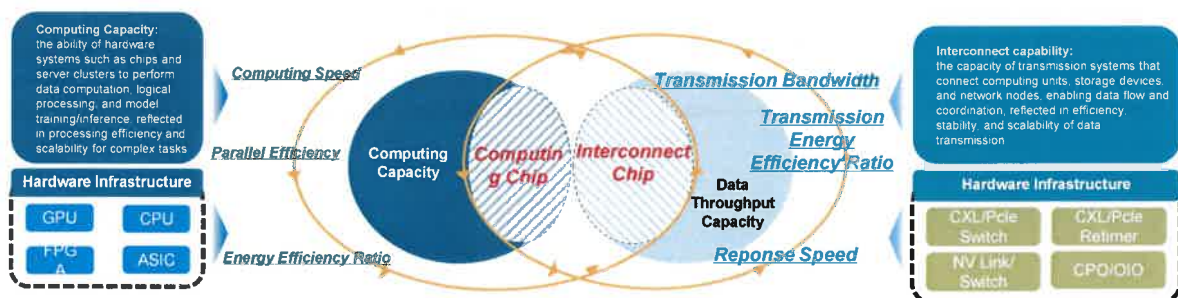 Computing Capacity:
the ability of hardware
systems such as chips and
server clusters to perform
data computation, logical
processing, and model
training/inference, reflected
in processing efficiency and
scalability for complex tasks
Hardware Infrastructure
GPU
CPU
FPG
A
ASIC
Computing Speed
Parallel Efficiency
Energy Efficiency Ratio
Computing
Capacity
Computin
g Chip
Interconnect
Chip
Data
Throughput
Capacity
Transmission Bandwidth
Transmission
Energy
Efficiency Ratio
Reponse Speed
Interconnect capability:
the capacity of transmission systems that
connect computing units, storage devices,
and network nodes, enabling data flow and
coordination, reflected in efficiency,
stability, and scalability of data
transmission
Hardware Infrastructure
CXL/PcIe
Switch
CXL/PcIe
Retimer
NV Link/
Switch
CPO/OIO